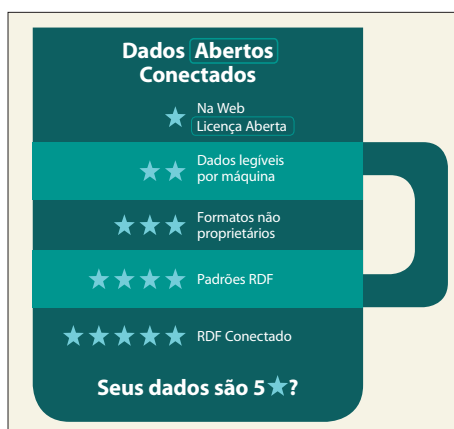 Dados Abertos
Conectados
Na Web
Licença Aberta
Dados legíveis
por máquina
Formatos não
proprietários
Padrões RDF
RDF Conectado
Seus dados são 5★?